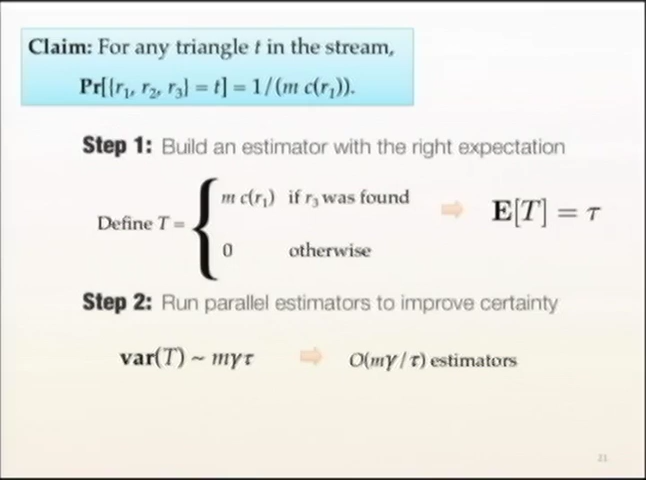 Claim: For any triangle t in the stream,
Pr[{r₁, r₂, r₃} = t] = 1/(m c(r₁)).
Step 1: Build an estimator with the right expectation
Define T = { m c(r₁) if r₃ was found
0 otherwise
E[T] = τ
Step 2: Run parallel estimators to improve certainty
var(T) ~ mγτ O(mγ/τ) estimators
21